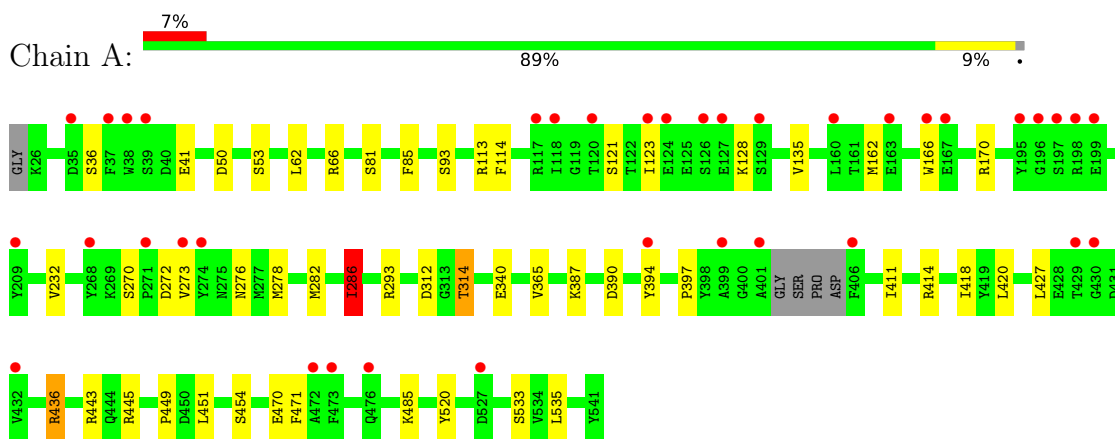 7%
Chain A:
89% 9% •
GLY K26 D35 S36 F37 W38 S39 D40 E41 D50 S53 L62 R66 S81 F85 S93 R113 F114 R117 I118 G119 T120 S121 T122 I123 E124 E125 S126 E127 K128 S129 V135 L160 T161 M162 E163 W166 E167 R170 Y195 G196 S197 R198 E199
Y209 V232 Y268 K269 S270 P271 D272 V273 Y274 N275 N276 M277 M278 M282 I286 R293 D312 G313 T314 E340 V365 K387 D390 Y394 P397 Y398 A399 G400 A401 GLY SER PRO ASP F406 I411 R414 I418 Y419 L420 L427 E428 T429 G430
V432 R436 R443 Q444 R445 P449 D450 L451 S454 E470 F471 A472 F473 Q476 K485 Y520 D527 S533 V534 L535 Y541